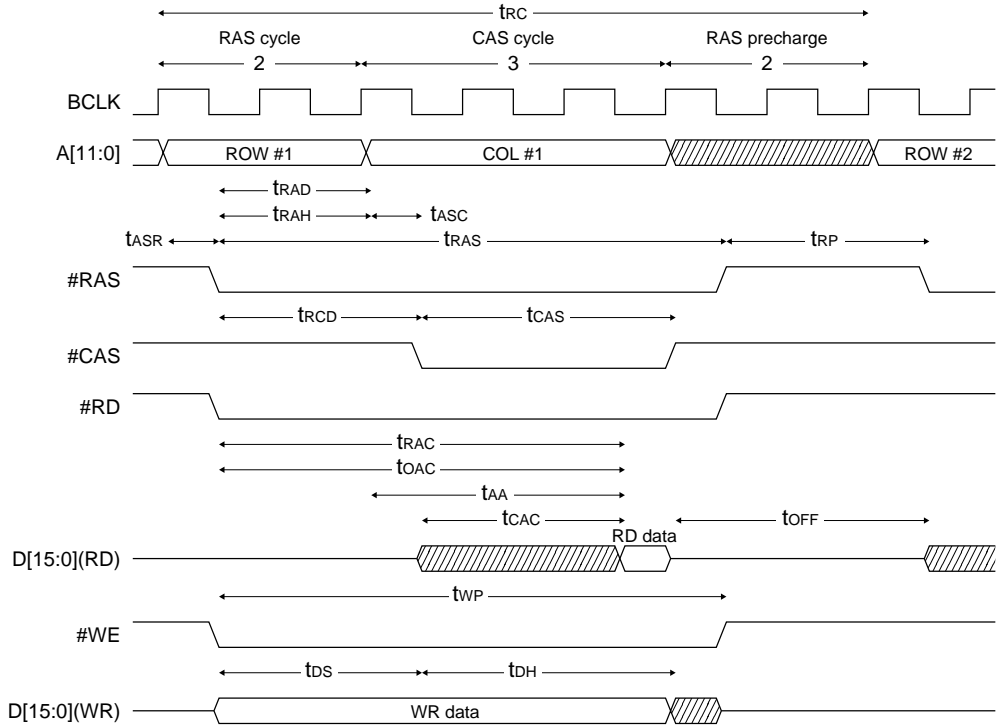 tRC
RAS cycle CAS cycle RAS precharge
2 3 2
BCLK
A[11:0] ROW #1 COL #1 ROW #2
tRAD
tRAH tASC
tASR tRAS tRP
#RAS
tRCD tCAS
#CAS
#RD
tRAC
tOAC
tAA
tCAC tOFF
RD data
D[15:0](RD)
tWP
#WE
tDS tDH
D[15:0](WR) WR data